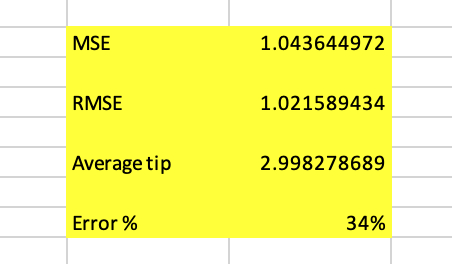 MSE 1.043644972
RMSE 1.021589434
Average tip 2.998278689
Error % 34%